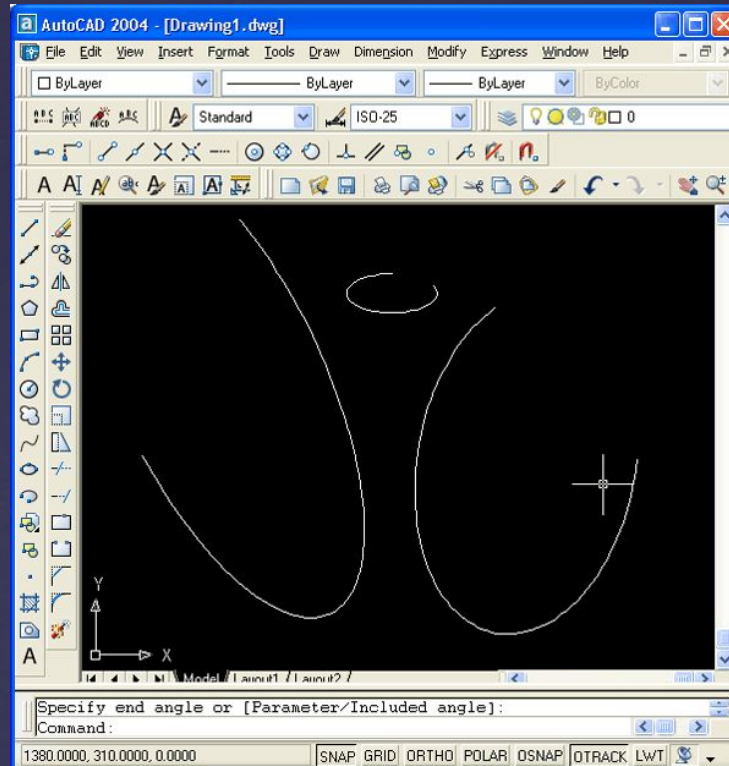 AutoCAD 2004 - [Drawing1.dwg]
File Edit View Insert Format Tools Draw Dimension Modify Express Window Help
ByLayer ByLayer ByLayer ByColor
Standard ISO-25 0
Y
X
Model Layout1 Layout2
Specify end angle or [Parameter/Included angle]:
Command:
1380.0000, 310.0000, 0.0000 SNAP GRID ORTHO POLAR OSNAP OTRACK LWT